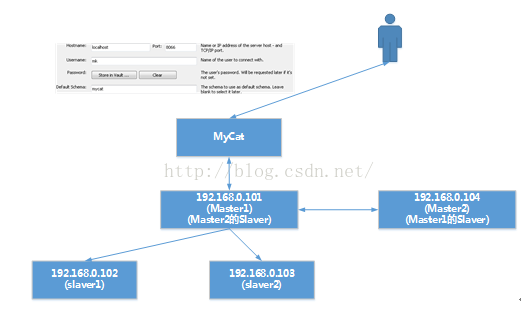 Hostname: localhost Port: 8066 Name or IP address of the server host - and
TCP/IP port.
Username: mk Name of the user to connect with.
Password: Store in Vault ... Clear The user's password. Will be requested later if it's
not set.
Default Schema: mycat The schema to use as default schema. Leave
blank to select it later.
MyCat
http://blog.csdn.net/
192.168.0.101
(Master1)
(Master2的Slaver)
192.168.0.104
(Master2)
(Master1的Slaver)
192.168.0.102
(slaver1)
192.168.0.103
(slaver2)